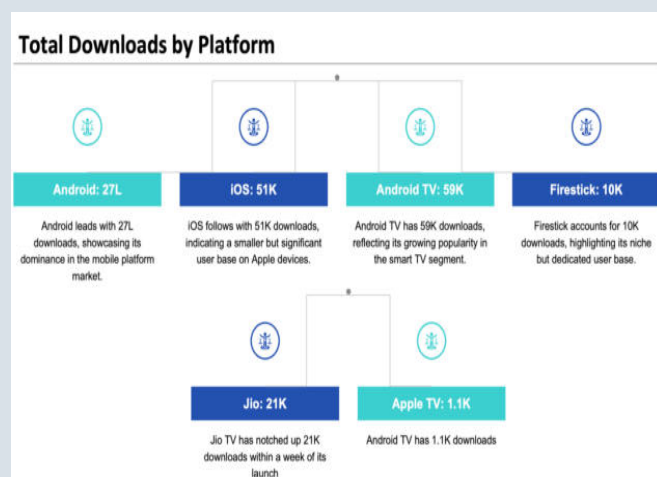 Total Downloads by Platform
Android: 27L
Android leads with 27L
downloads, showcasing its
dominance in the mobile platform
market.
iOS: 51K
iOS follows with 51K downloads,
indicating a smaller but significant
user base on Apple devices.
Android TV: 59K
Android TV has 59K downloads,
reflecting its growing popularity in
the smart TV segment.
Firestick: 10K
Firestick accounts for 10K
downloads, highlighting its niche
but dedicated user base.
Jio: 21K
Jio TV has notched up 21K
downloads within a week of its
launch
Apple TV: 1.1K
Android TV has 1.1K downloads